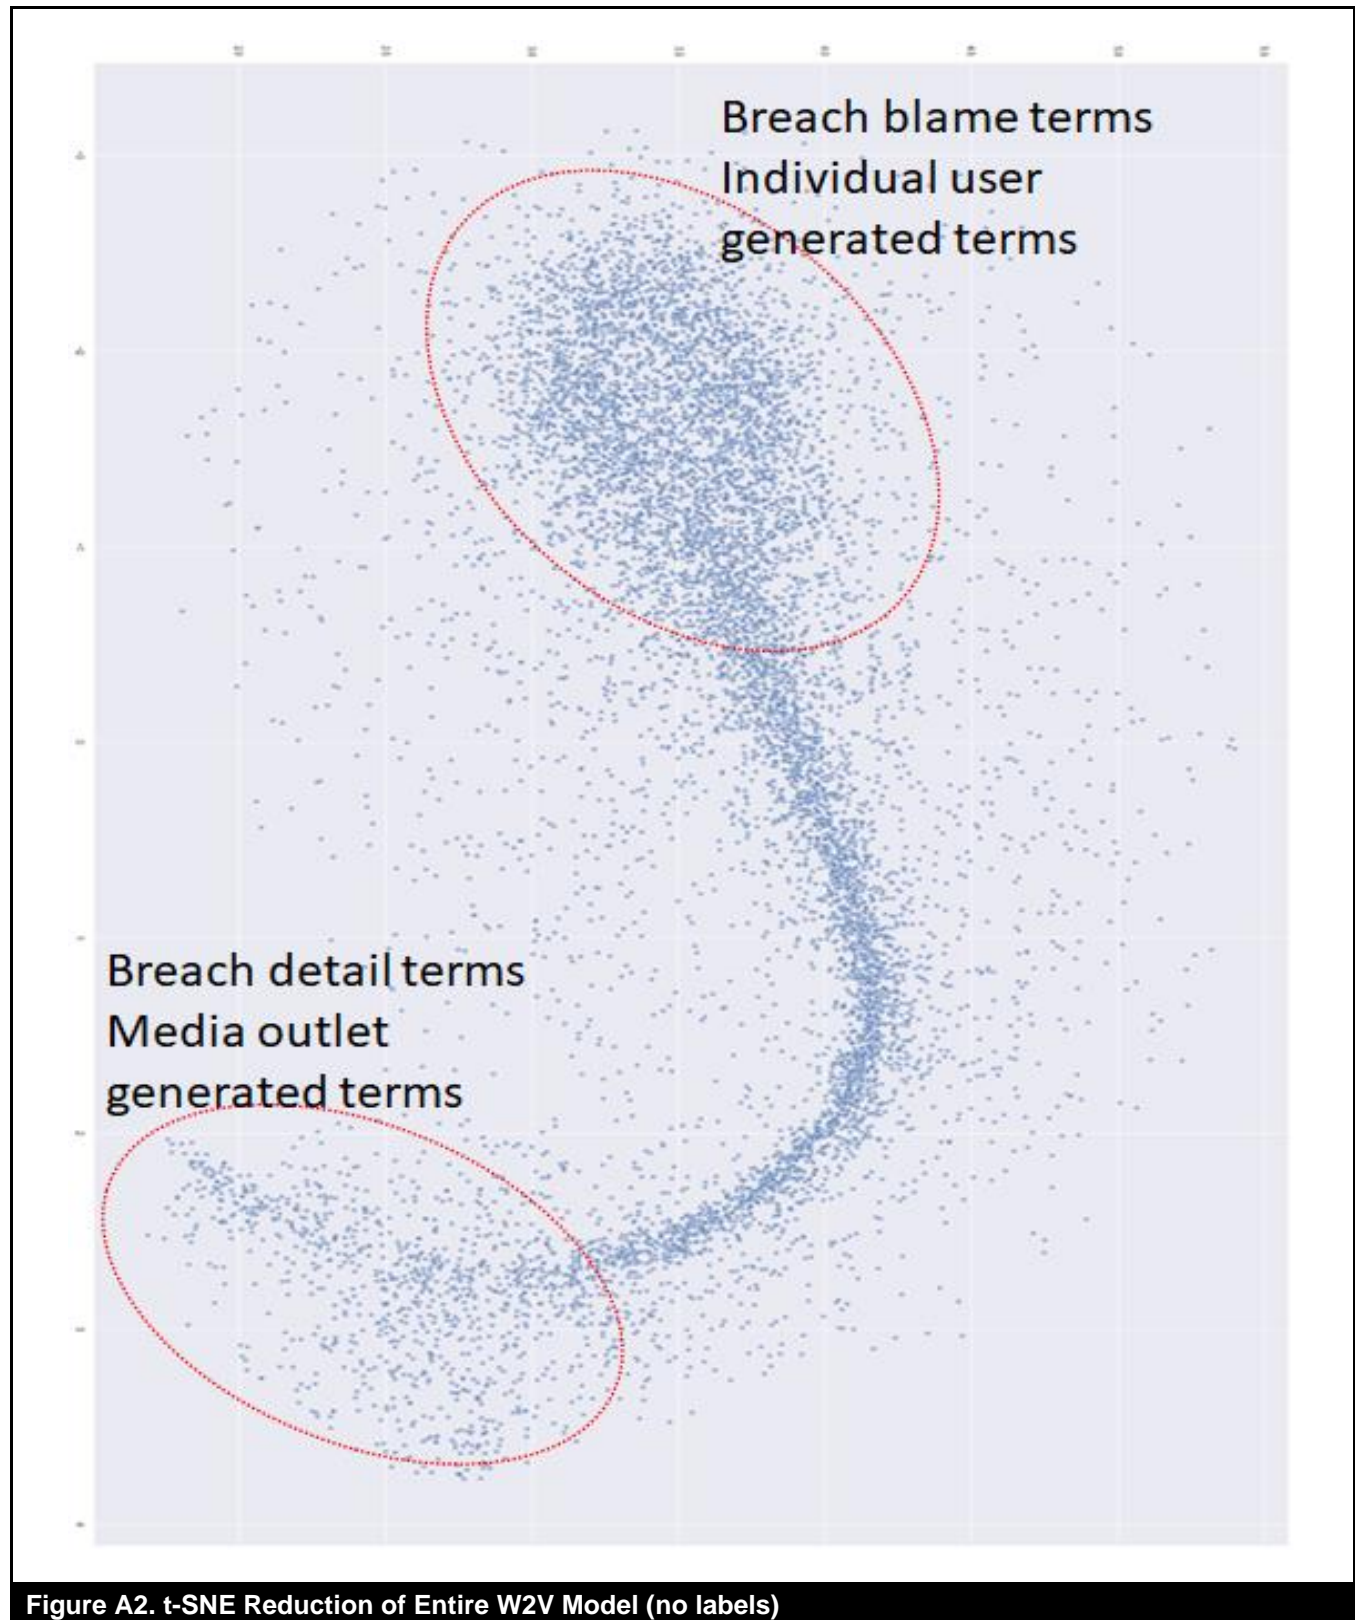 Breach blame terms
Individual user
generated terms
Breach detail terms
Media outlet
generated terms
Figure A2. t-SNE Reduction of Entire W2V Model (no labels)